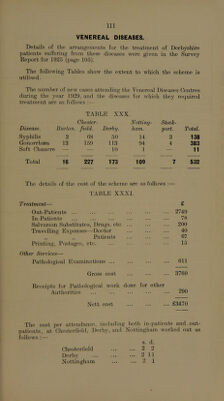 111
VENEREAL DISEASES.
Details of the arrangements for the treatment of Derbyshire
patients suffering from these diseases were given in the Survey
Report for 1925 (page 105).
The following Tables show the extent to which the scheme is
utilised.
The number of new cases attending the Venereal Diseases Centres
during the year 1929, and the diseases for which they required
treatment are as follows :—
TABLE XXX.
Chester- Notting- Stock-
Disease. Burton. field. Derby. ham. port. Total.
Syphilis 3 68 50 14 3 138
Gonorrhœa 13 159 113 94 4 383
Soft Chancre — — 10 1 — 11
Total 16 227 173 109 7 532
The details of the cost of the scheme are as follows :—
TABLE XXXI.
Treatment— £
Out-Patients ... 2749
In-Patients ... 78
Salvarsan Substitutes, Drugs, etc. ... 200
Travelling Expenses—Doctor ... 40
Patients ... 67
Printing, Postages, etc. ... 15
Other Services—
Pathological Examinations ... 611
Gross cost ... 3760
Receipts for Pathological work done for other
Authorities ... 290
Nett cost ... £3470
The cost per attendance, including both in-patients and out-
patients, at Chesterfield, Derby, and Nottingham worked out as
follows :—
s. d.
Chesterfield ... 2 2
Derby ... 2 11
Nottingham ... 2 1